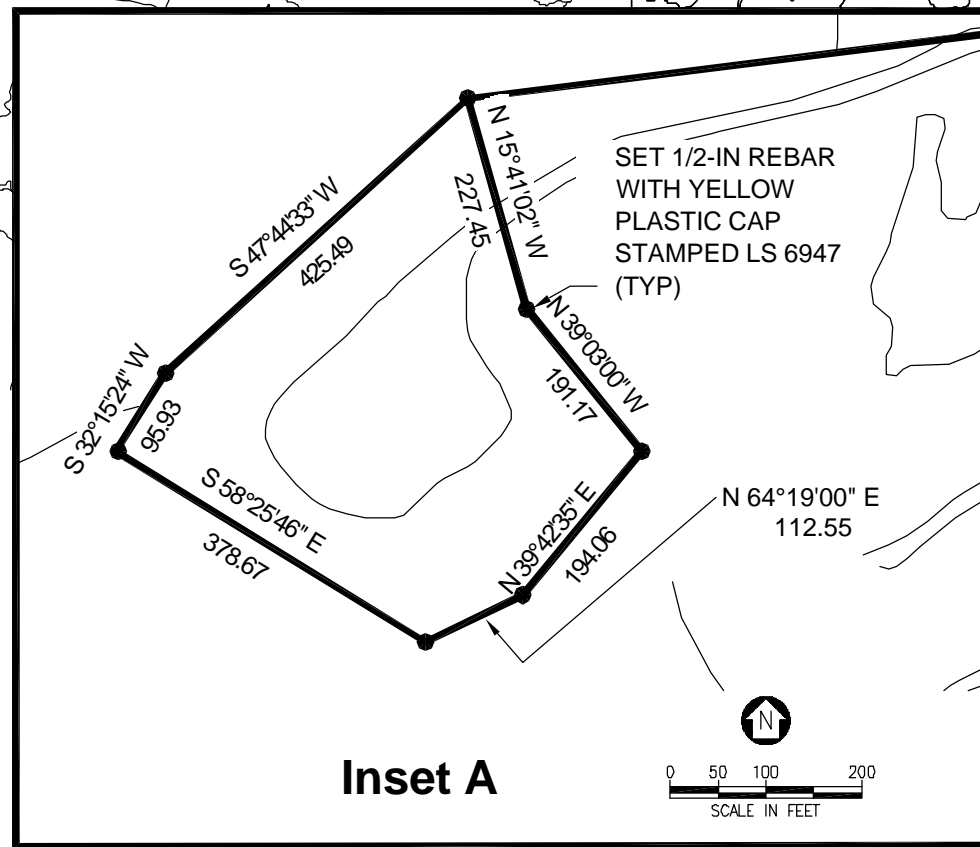 N 15°41'02" W
227.45
SET 1/2-IN REBAR
WITH YELLOW
PLASTIC CAP
STAMPED LS 6947
(TYP)
S 47°44'33" W
425.49
N 39°03'00" W
191.17
S 32°15'24" W
95.93
S 58°25'46" E
378.67
N 39°42'35" E
194.06
N 64°19'00" E
112.55
N
Inset A
0 50 100 200
SCALE IN FEET